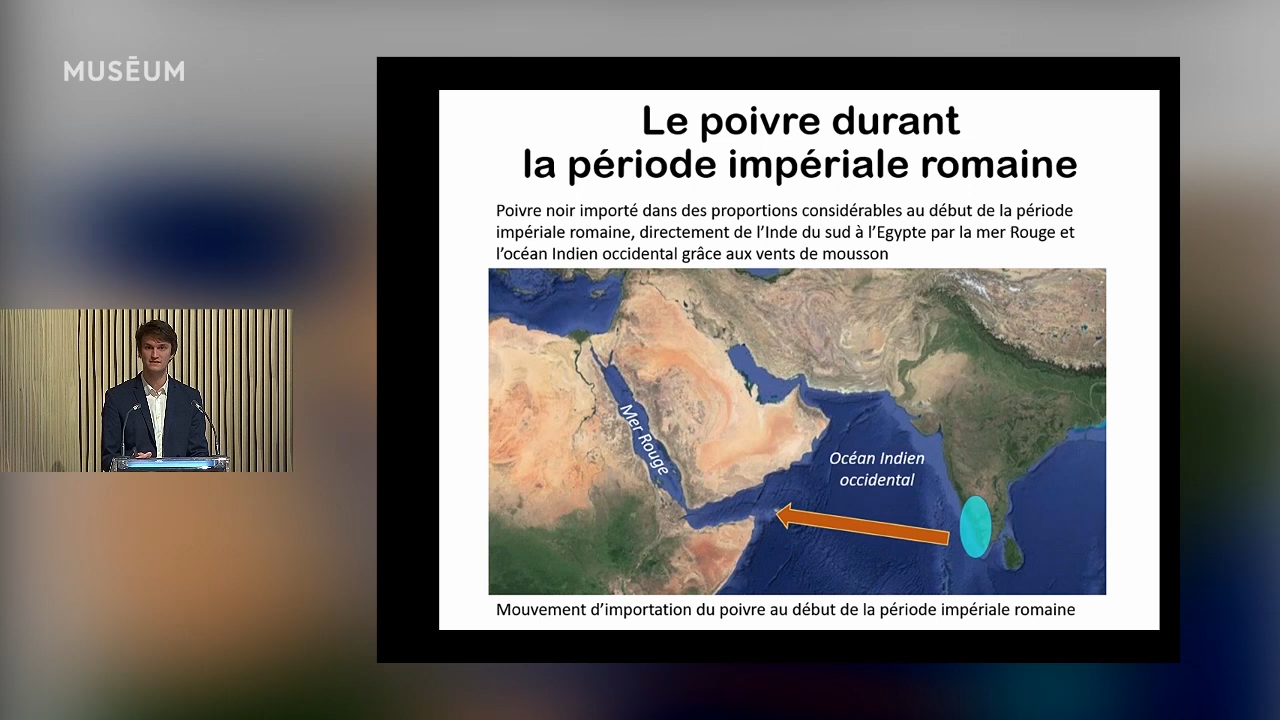 MUSĒUM
Le poivre durant
la période impériale romaine
Poivre noir importé dans des proportions considérables au début de la période
impériale romaine, directement de l’Inde du sud à l’Egypte par la mer Rouge et
l’océan Indien occidental grâce aux vents de mousson
Mer Rouge
Océan Indien
occidental
Mouvement d’importation du poivre au début de la période impériale romaine